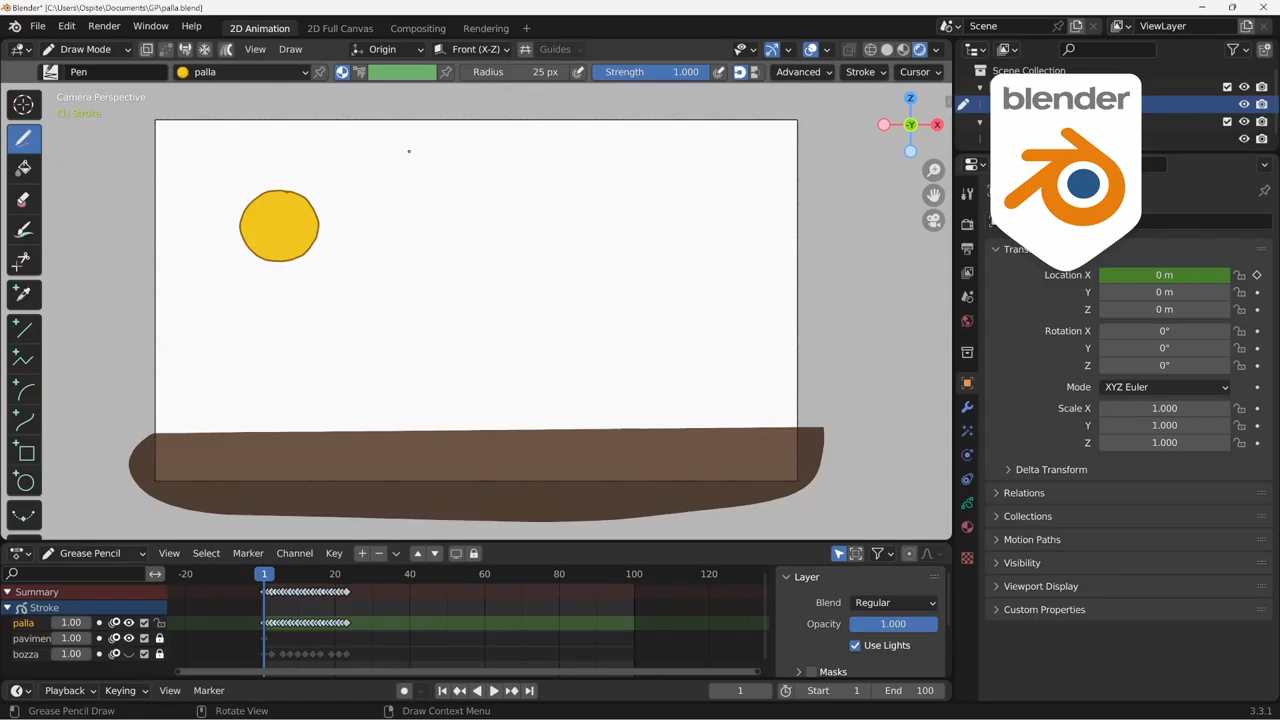 Blender* [C:\Users\Ospite\Documents\GP\palla.blend]
File Edit Render Window Help 2D Animation 2D Full Canvas Compositing Rendering + Scene ViewLayer
Draw Mode View Draw Origin Front (X-Z) Guides
Pen palla Radius 25 px Strength 1.000 Advanced Stroke Cursor
Scene Collection
Camera Perspective
(1) Stroke
Z
-Y
X
blender
Location X 0 m
Y 0 m
Z 0 m
Rotation X 0°
Y 0°
Z 0°
Mode XYZ Euler
Scale X 1.000
Y 1.000
Z 1.000
Delta Transform
Relations
Collections
Motion Paths
Visibility
Viewport Display
Custom Properties
Grease Pencil View Select Marker Channel Key
-20 1 20 40 60 80 100 120
Summary
Stroke
palla 1.00
pavimen 1.00
bozza 1.00
Layer
Blend Regular
Opacity 1.000
Use Lights
Masks
Playback Keying View Marker 1 Start 1 End 100
Grease Pencil Draw Rotate View Draw Context Menu 3.3.1